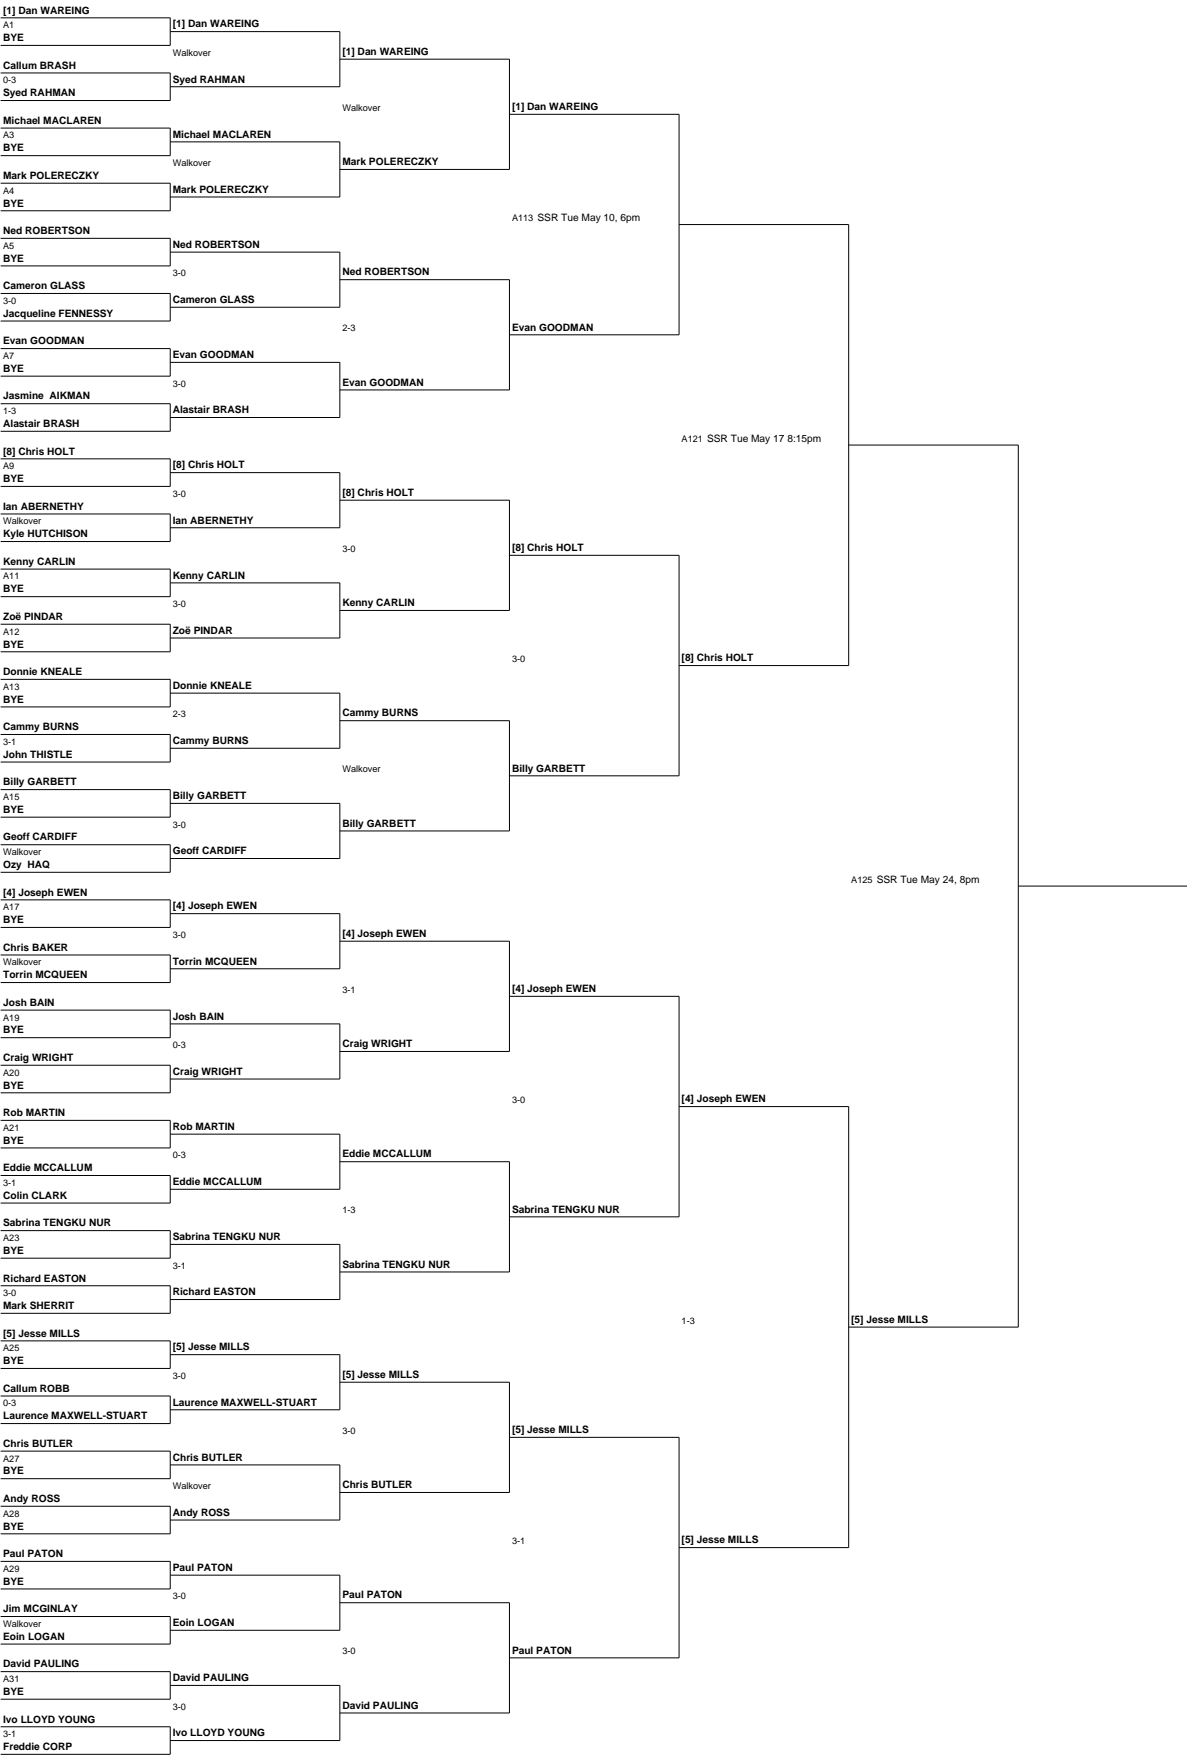 [1] Dan WAREING
A1
BYE
Callum BRASH
0-3
Syed RAHMAN
Michael MACLAREN
A3
BYE
Mark POLERECZKY
A4
BYE
Ned ROBERTSON
A5
BYE
Cameron GLASS
3-0
Jacqueline FENNESSY
Evan GOODMAN
A7
BYE
Jasmine  AIKMAN
1-3
Alastair BRASH
[8] Chris HOLT
A9
BYE
Ian ABERNETHY
Walkover
Kyle HUTCHISON
Kenny CARLIN
A11
BYE
Zoë PINDAR
A12
BYE
Donnie KNEALE
A13
BYE
Cammy BURNS
3-1
John THISTLE
Billy GARBETT
A15
BYE
Geoff CARDIFF
Walkover
Ozy  HAQ
[4] Joseph EWEN
A17
BYE
Chris BAKER
Walkover
Torrin MCQUEEN
Josh BAIN
A19
BYE
Craig WRIGHT
A20
BYE
Rob MARTIN
A21
BYE
Eddie MCCALLUM
3-1
Colin CLARK
Sabrina TENGKU NUR
A23
BYE
Richard EASTON
3-0
Mark SHERRIT
[5] Jesse MILLS
A25
BYE
Callum ROBB
0-3
Laurence MAXWELL-STUART
Chris BUTLER
A27
BYE
Andy ROSS
A28
BYE
Paul PATON
A29
BYE
Jim MCGINLAY
Walkover
Eoin LOGAN
David PAULING
A31
BYE
Ivo LLOYD YOUNG
3-1
Freddie CORP
[1] Dan WAREING
Walkover
Syed RAHMAN
Michael MACLAREN
Walkover
Mark POLERECZKY
Ned ROBERTSON
3-0
Cameron GLASS
Evan GOODMAN
3-0
Alastair BRASH
[8] Chris HOLT
3-0
Ian ABERNETHY
Kenny CARLIN
3-0
Zoë PINDAR
Donnie KNEALE
2-3
Cammy BURNS
Billy GARBETT
3-0
Geoff CARDIFF
[4] Joseph EWEN
3-0
Torrin MCQUEEN
Josh BAIN
0-3
Craig WRIGHT
Rob MARTIN
0-3
Eddie MCCALLUM
Sabrina TENGKU NUR
3-1
Richard EASTON
[5] Jesse MILLS
3-0
Laurence MAXWELL-STUART
Chris BUTLER
Walkover
Andy ROSS
Paul PATON
3-0
Eoin LOGAN
David PAULING
3-0
Ivo LLOYD YOUNG
[1] Dan WAREING
Walkover
Mark POLERECZKY
Ned ROBERTSON
2-3
Evan GOODMAN
[8] Chris HOLT
3-0
Kenny CARLIN
Cammy BURNS
Walkover
Billy GARBETT
[4] Joseph EWEN
3-1
Craig WRIGHT
Eddie MCCALLUM
1-3
Sabrina TENGKU NUR
[5] Jesse MILLS
3-0
Chris BUTLER
Paul PATON
3-0
David PAULING
[1] Dan WAREING
A113 SSR Tue May 10, 6pm
Evan GOODMAN
[8] Chris HOLT
3-0
Billy GARBETT
[4] Joseph EWEN
3-0
Sabrina TENGKU NUR
[5] Jesse MILLS
3-1
Paul PATON
A121 SSR Tue May 17 8:15pm
[8] Chris HOLT
[4] Joseph EWEN
1-3
[5] Jesse MILLS
A125 SSR Tue May 24, 8pm
[5] Jesse MILLS